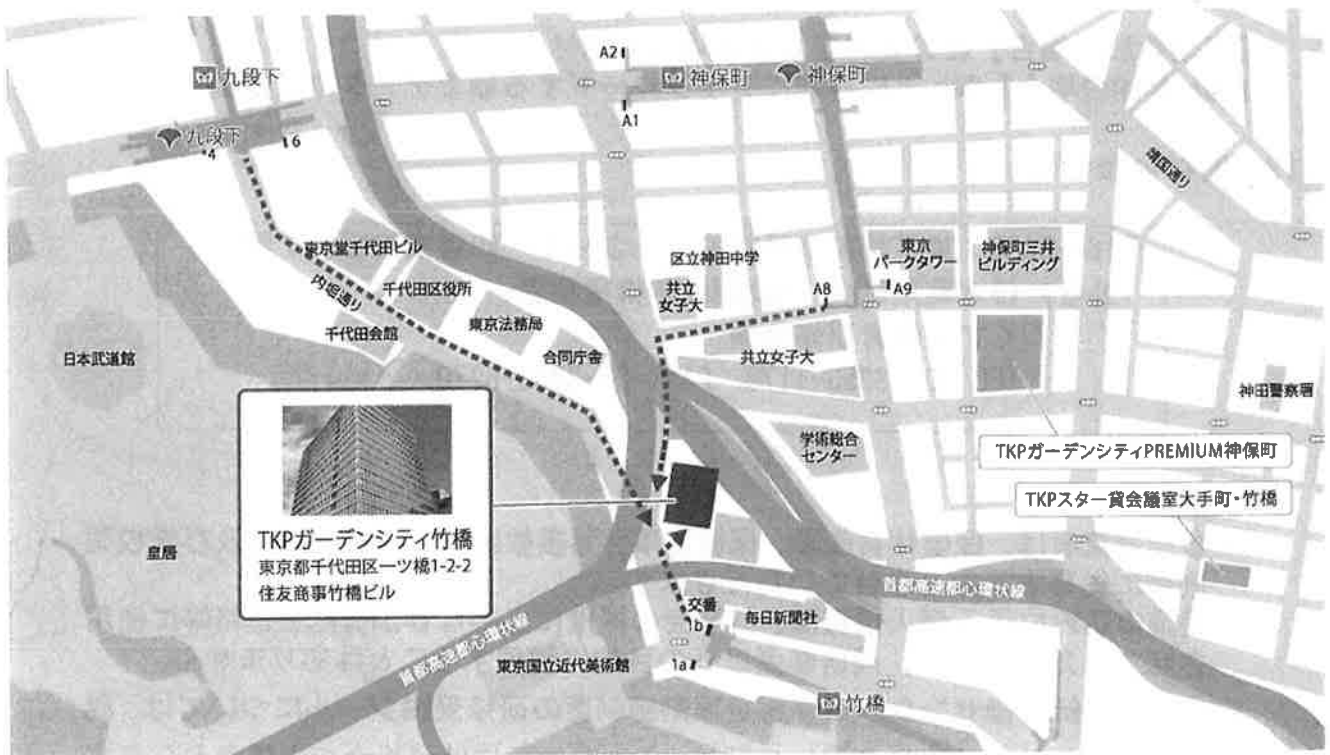 A2
九段下
神保町
神保町
A1
九段下
4
6
靖国通り
東京堂千代田ビル
区立神田中学
東京
パークタワー
神保町三井
ビルディング
内堀通り
千代田区役所
共立
女子大
A8
A9
千代田会館
東京法務局
合同庁舎
共立女子大
日本武道館
神田警察署
学術総合
センター
TKPガーデンシティPREMIUM神保町
TKPスター貸会議室大手町・竹橋
TKPガーデンシティ竹橋
東京都千代田区一ツ橋1-2-2
住友商事竹橋ビル
皇居
首都高速都心環状線
交番
1b
毎日新聞社
首都高速都心環状線
東京国立近代美術館
1a
竹橋